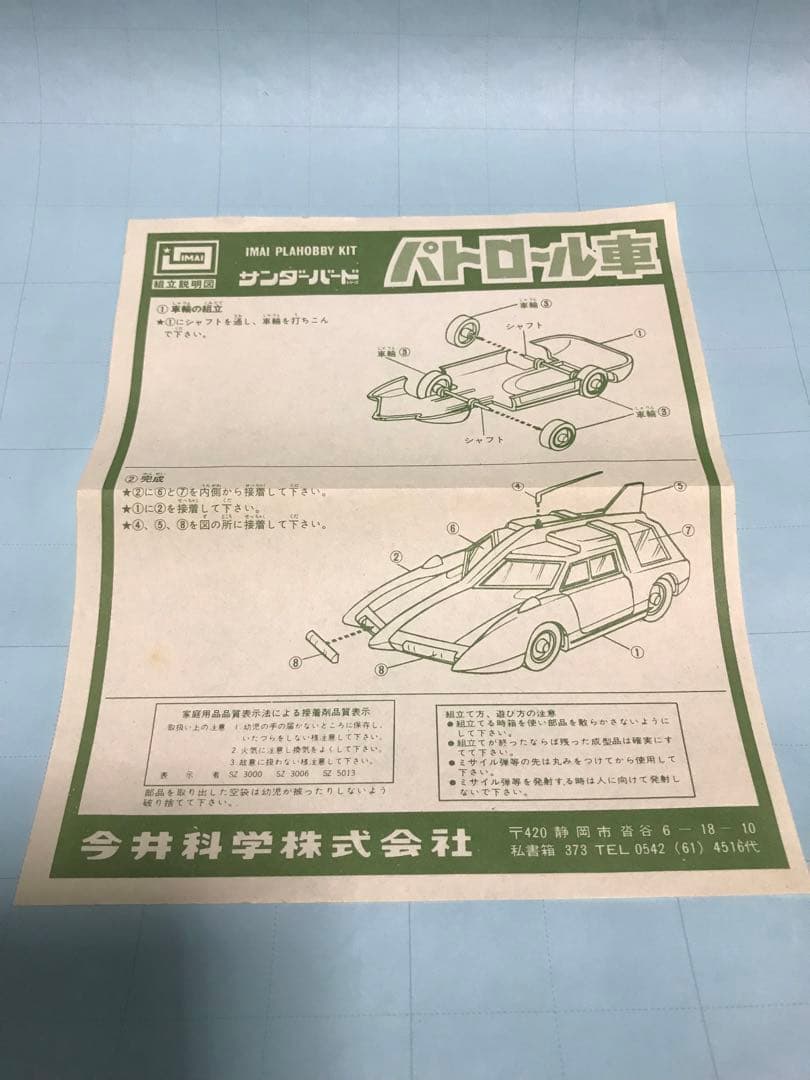 IMAI
組立説明図
IMAI PLAHOBBY KIT
サンダーバード
シリーズ
パトロール車
① 車輪の組立
★①にシャフトを通し、車輪を打ちこん
で下さい。
車輪 ③
シャフト
①
車輪 ③
車輪 ③
シャフト
② 完成
★②に⑥と⑦を内側から接着して下さい。
★①に②を接着して下さい。
★④、⑤、⑧を図の所に接着して下さい。
④
⑤
⑥
⑦
②
⑧
⑧
①
家庭用品品質表示法による接着剤品質表示
取扱い上の注意 1.幼児の手の届かないところに保存し、
いたづらをしない様注意して下さい。
2.火気に注意し換気をよくして下さい。
3.故意に扱わない様注意して下さい。
表示者 SZ 3000 SZ 3006 SZ 5013
部品を取り出した空袋は幼児が被ったりしないよう
破り捨てて下さい。
組立て方、遊び方の注意
●組立てる時箱を使い部品を散らかさないように
して下さい。
●組立てが終ったならば残った成型品は確実にす
てて下さい。
●ミサイル弾等の先は丸みをつけてから使用して
下さい。
●ミサイル弾等を発射する時は人に向けて発射し
ないで下さい。
今井科学株式会社
〒420 静岡市沓谷 6-18-10
私書箱 373 TEL 0542 (61) 4516代